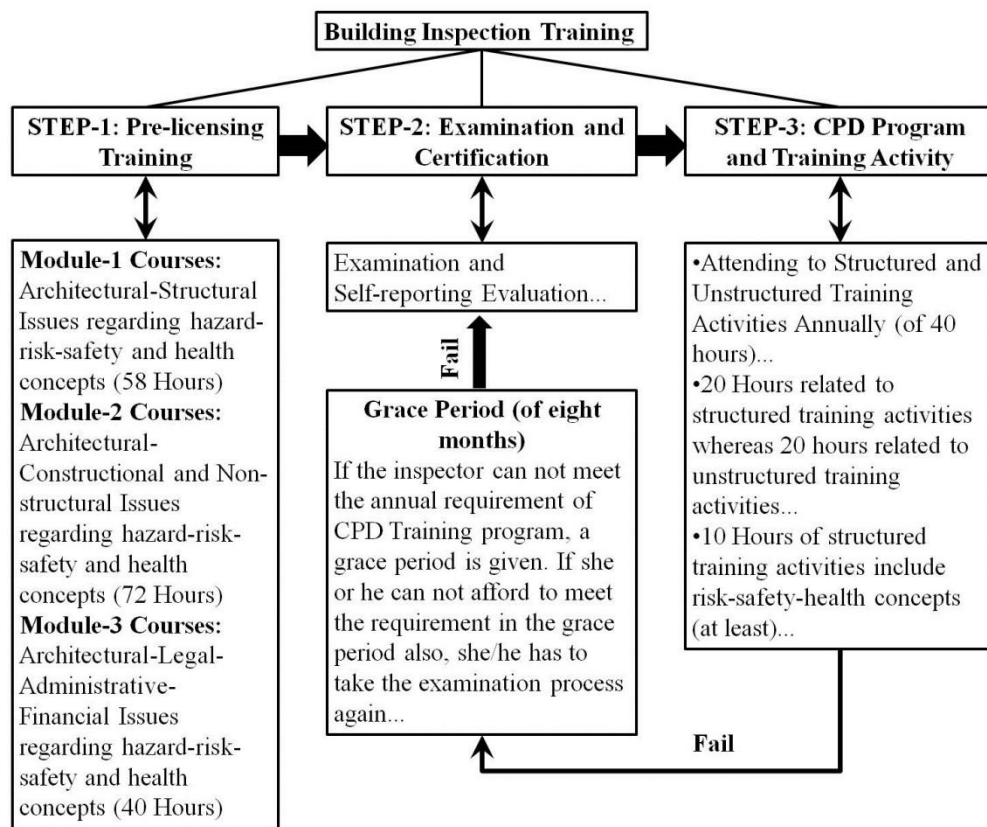 Building Inspection Training
STEP-1: Pre-licensing
Training
STEP-2: Examination and
Certification
STEP-3: CPD Program
and Training Activity
Module-1 Courses:
Architectural-Structural
Issues regarding hazard-
risk-safety and health
concepts (58 Hours)
Module-2 Courses:
Architectural-
Constructional and Non-
structural Issues
regarding hazard-risk-
safety and health
concepts (72 Hours)
Module-3 Courses:
Architectural-Legal-
Administrative-
Financial Issues
regarding hazard-risk-
safety and health
concepts (40 Hours)
Examination and
Self-reporting Evaluation...
Fail
Grace Period (of eight
months)
If the inspector can not meet
the annual requirement of
CPD Training program, a
grace period is given. If she
or he can not afford to meet
the requirement in the grace
period also, she/he has to
take the examination process
again...
•Attending to Structured and
Unstructured Training
Activities Annually (of 40
hours)...
•20 Hours related to
structured training activities
whereas 20 hours related to
unstructured training
activities...
•10 Hours of structured
training activities include
risk-safety-health concepts
(at least)...
Fail